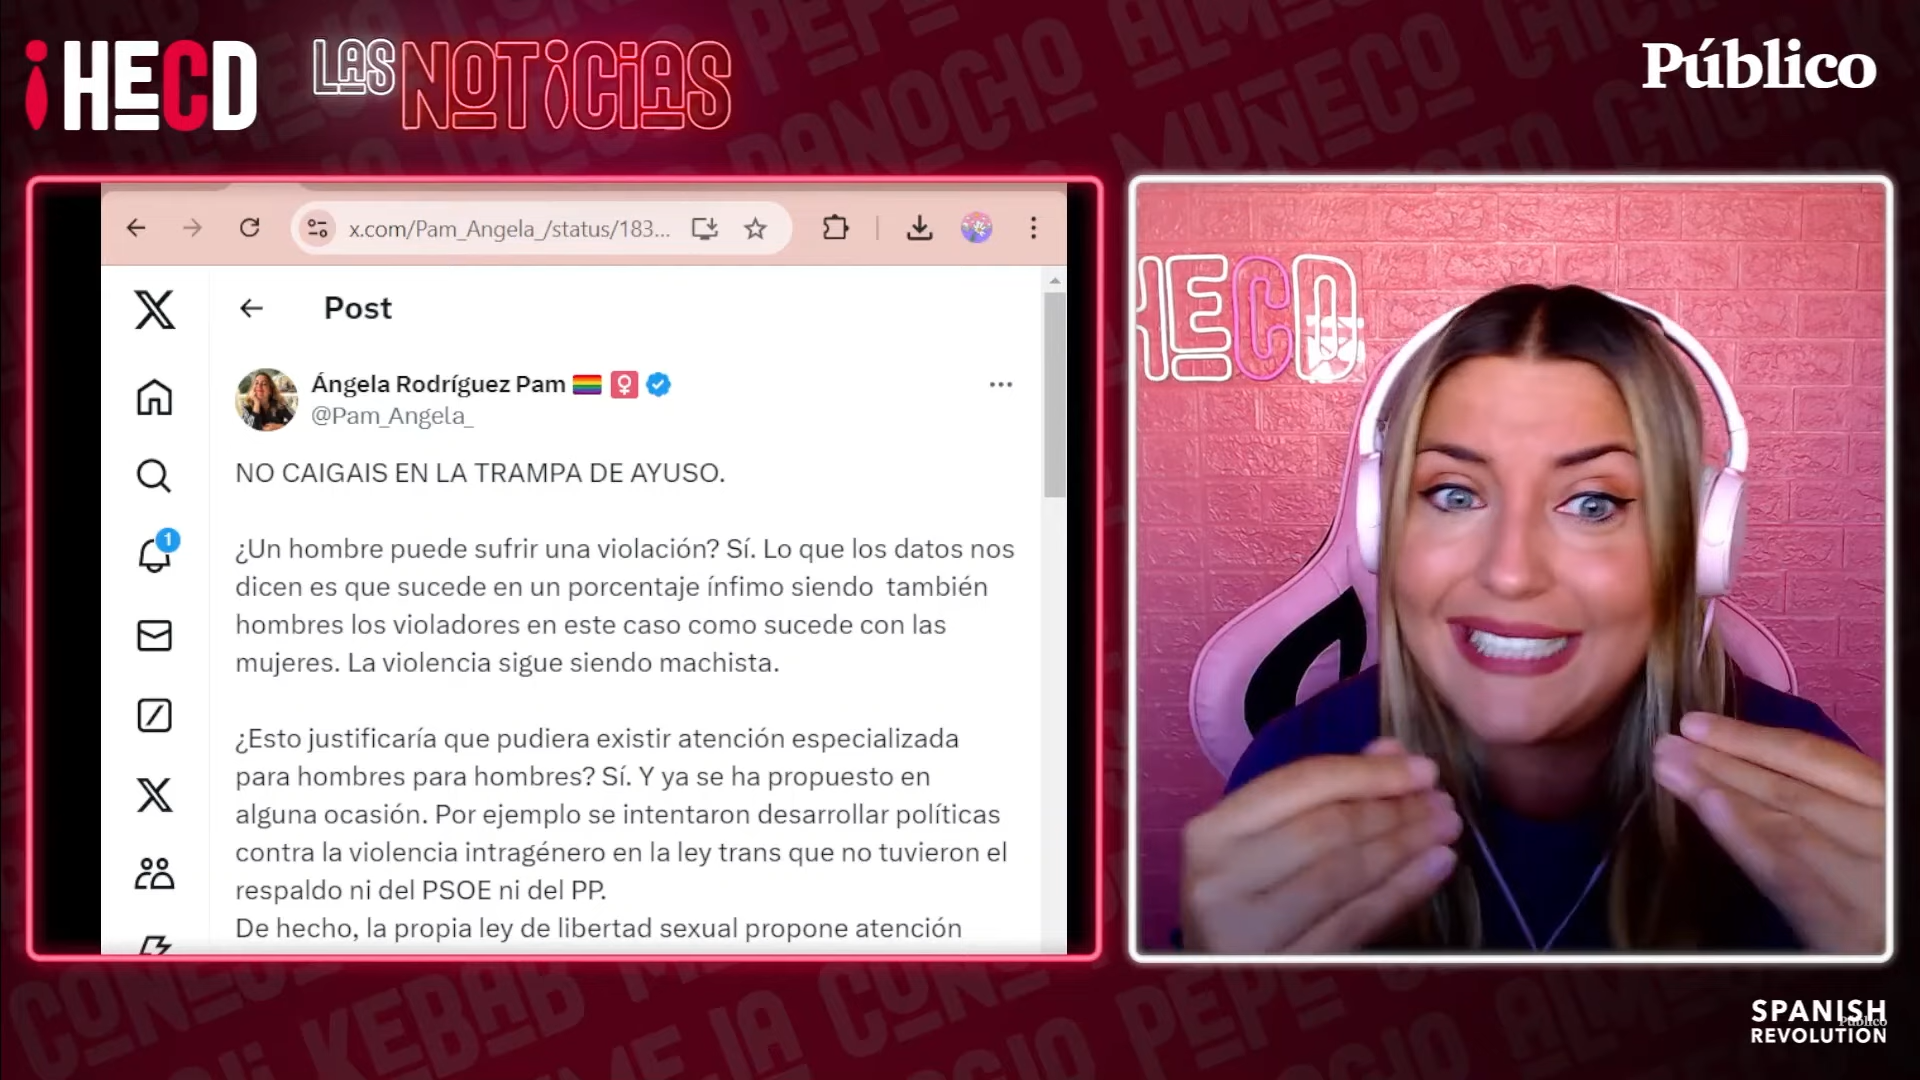 HECD
LAS NOTICIAS
Público
x.com/Pam_Angela_/status/183...
Post
Ángela Rodríguez Pam
@Pam_Angela_
NO CAIGAIS EN LA TRAMPA DE AYUSO.
¿Un hombre puede sufrir una violación? Sí. Lo que los datos nos
dicen es que sucede en un porcentaje ínfimo siendo también
hombres los violadores en este caso como sucede con las
mujeres. La violencia sigue siendo machista.
1
¿Esto justificaría que pudiera existir atención especializada
para hombres para hombres? Sí. Y ya se ha propuesto en
alguna ocasión. Por ejemplo se intentaron desarrollar políticas
contra la violencia intragénero en la ley trans que no tuvieron el
respaldo ni del PSOE ni del PP.
De hecho, la propia ley de libertad sexual propone atención
HECD
SPANISH
Público
REVOLUTION